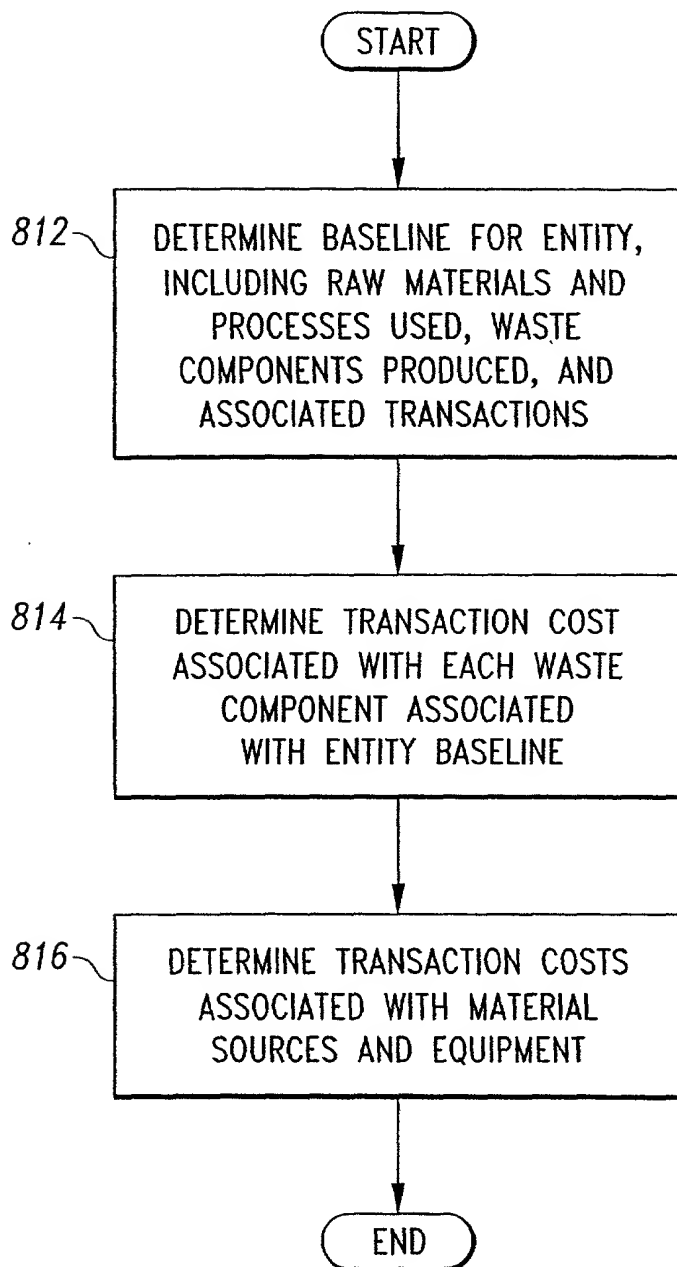 START
812
DETERMINE BASELINE FOR ENTITY,
INCLUDING RAW MATERIALS AND
PROCESSES USED, WASTE
COMPONENTS PRODUCED, AND
ASSOCIATED TRANSACTIONS
814
DETERMINE TRANSACTION COST
ASSOCIATED WITH EACH WASTE
COMPONENT ASSOCIATED
WITH ENTITY BASELINE
816
DETERMINE TRANSACTION COSTS
ASSOCIATED WITH MATERIAL
SOURCES AND EQUIPMENT
END